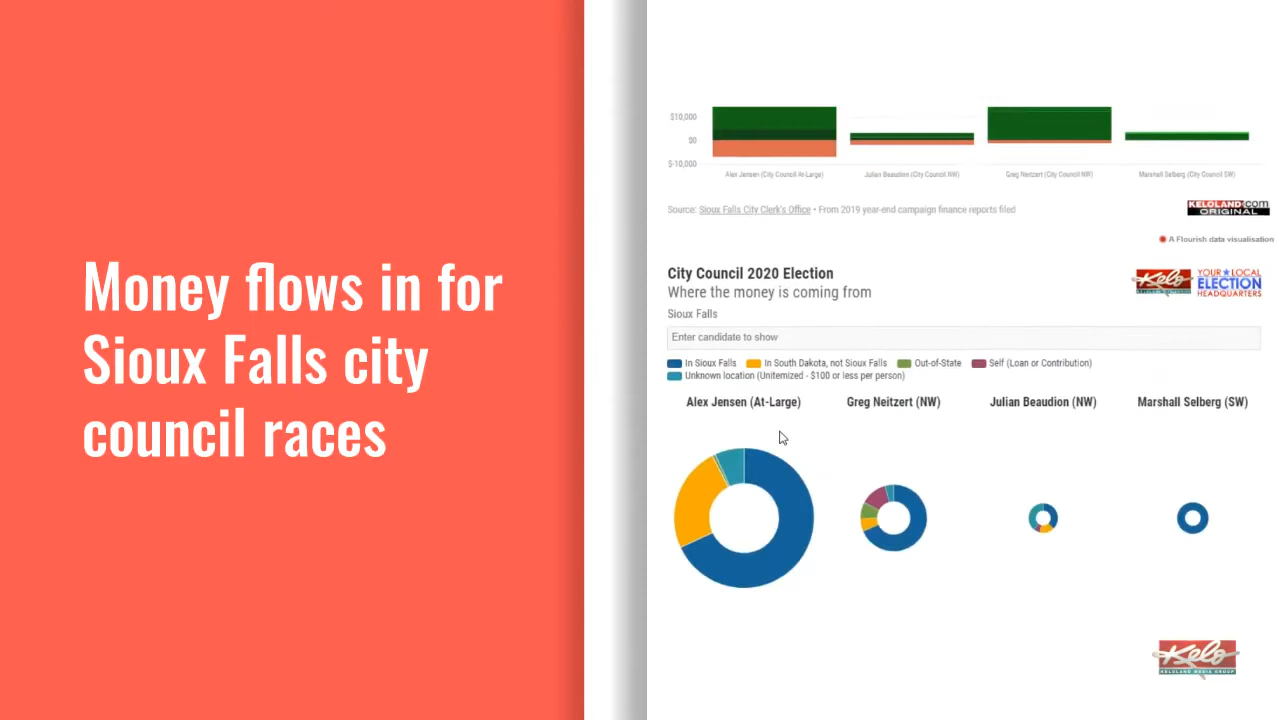 Money flows in for
Sioux Falls city
council races
$10,000
$0
$-10,000
Alex Jensen (City Council At-Large)
Julian Beaudion (City Council NW)
Greg Neitzert (City Council NW)
Marshall Selberg (City Council SW)
Source: Sioux Falls City Clerk's Office • From 2019 year-end campaign finance reports filed
KELOLAND.com
ORIGINAL
A Flourish data visualisation
City Council 2020 Election
Where the money is coming from
Kelo
YOUR LOCAL
ELECTION
HEADQUARTERS
Sioux Falls
Enter candidate to show
In Sioux Falls
In South Dakota, not Sioux Falls
Out-of-State
Self (Loan or Contribution)
Unknown location (Unitemized - $100 or less per person)
Alex Jensen (At-Large)
Greg Neitzert (NW)
Julian Beaudion (NW)
Marshall Selberg (SW)
Kelo
KELOLAND MEDIA GROUP